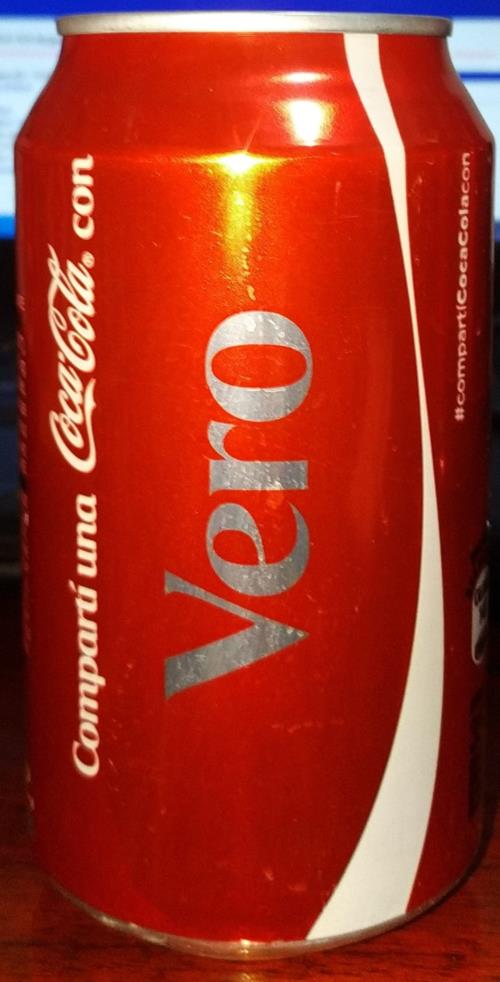 Compartí una Coca-Cola® con
Vero
#compartíCocaColacon